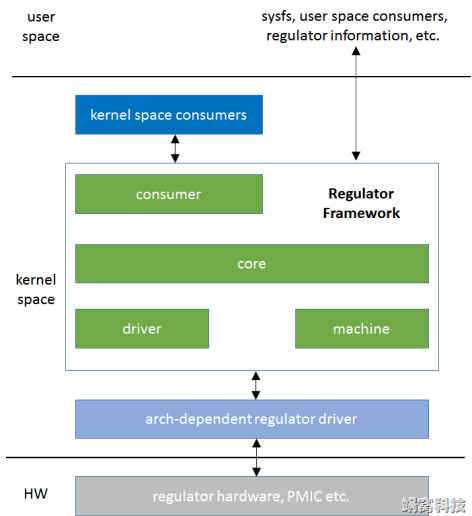 user
space
sysfs, user space consumers,
regulator information, etc.
kernel space consumers
consumer
Regulator
Framework
core
kernel
space
driver
machine
arch-dependent regulator driver
HW
regulator hardware, PMIC etc.
蜗窝科技